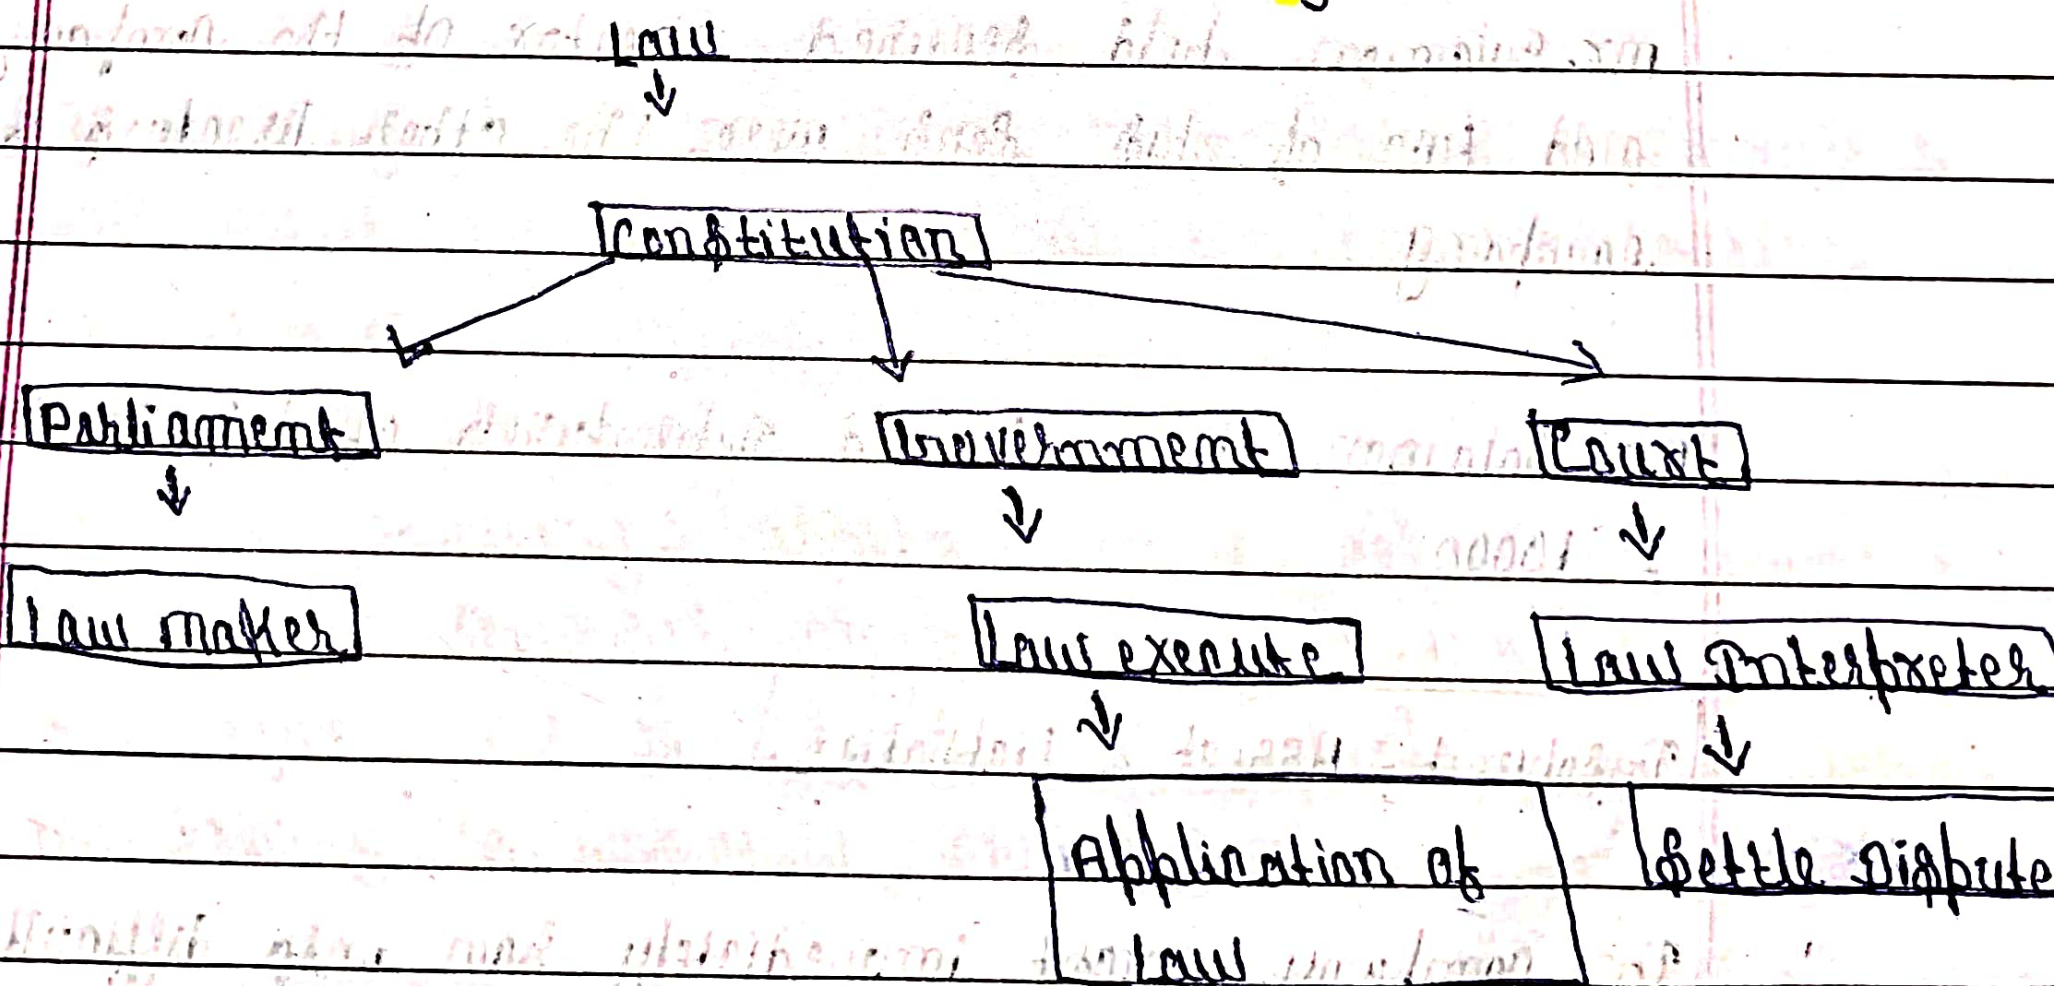 Law
Constitution
Parliament Government Court
Law maker Law execute Law Interpreter
Application of Settle Dispute
Law